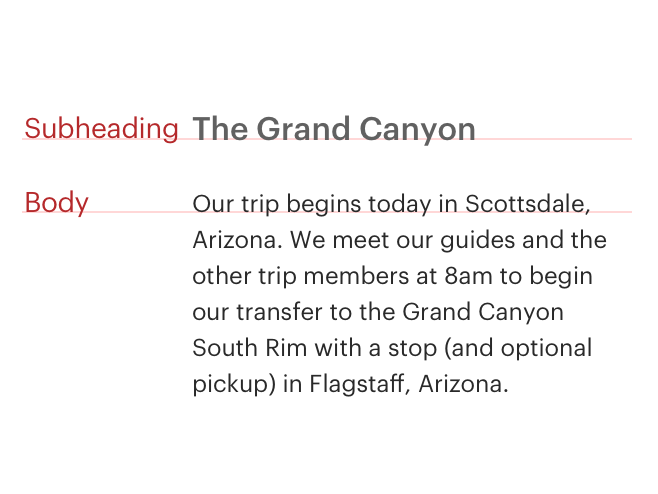 Subheading The Grand Canyon
Body Our trip begins today in Scottsdale,
Arizona. We meet our guides and the
other trip members at 8am to begin
our transfer to the Grand Canyon
South Rim with a stop (and optional
pickup) in Flagstaff, Arizona.